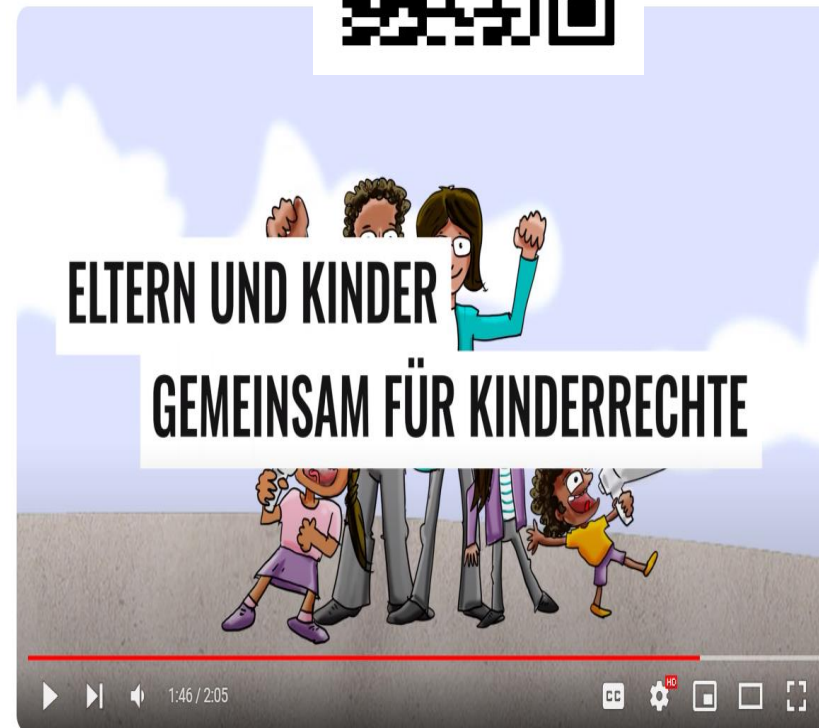 ELTERN UND KINDER
GEMEINSAM FÜR KINDERRECHTE
1:46 / 2:05
CC
HD